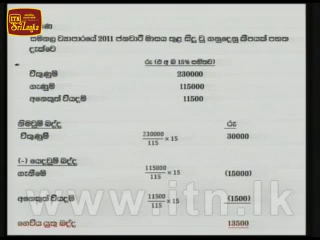 ITN
Sri Lanka
සමනල ව්‍යාපාරයේ 2011 ජනවාරි මාසය තුළ සිදු වූ ගනුදෙනු කීපයක් පහත
දැක්වේ
රු (එ අ බ 15% සහිතව)
විකුණුම් 230000
ගැණුම් 115000
අනෙකුත් වියදම් 11500
නිමැවුම් බද්ද රු
විකුණුම් 230000/115 x 15 30000
(-) යෙදවුම් බද්ද
ගැනීමේ 115000/115 x 15 (15000)
අනෙකුත් වියදම් 11500/115 x 15 (1500)
ගෙවිය යුතු බද්ද 13500
www.itn.lk